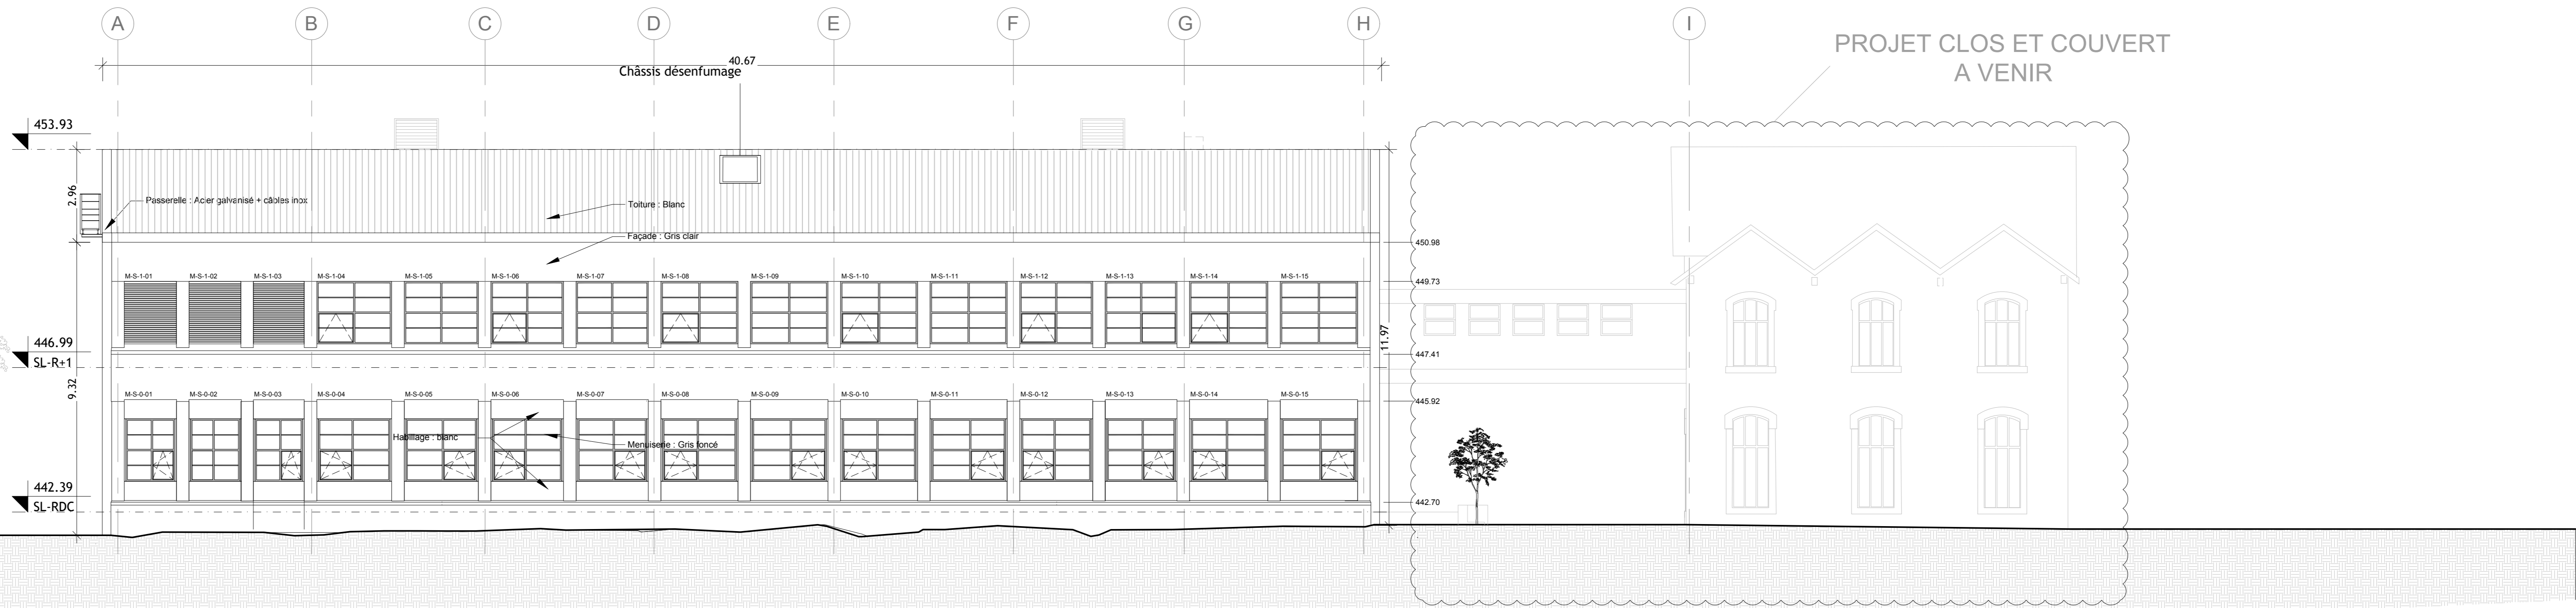 A B C D E F G H I
PROJET CLOS ET COUVERT
A VENIR
40.67
Châssis désenfumage
453.93
2.96
Passerelle : Acier galvanisé + câbles inox
Toiture : Blanc
Façade : Gris clair
450.98
M-S-1-01 M-S-1-02 M-S-1-03 M-S-1-04 M-S-1-05 M-S-1-06 M-S-1-07 M-S-1-08 M-S-1-09 M-S-1-10 M-S-1-11 M-S-1-12 M-S-1-13 M-S-1-14 M-S-1-15
449.73
11.97
446.99
SL-R+1
447.41
9.32
M-S-0-01 M-S-0-02 M-S-0-03 M-S-0-04 M-S-0-05 M-S-0-06 M-S-0-07 M-S-0-08 M-S-0-09 M-S-0-10 M-S-0-11 M-S-0-12 M-S-0-13 M-S-0-14 M-S-0-15
445.92
Habillage : blanc
Menuiserie : Gris foncé
442.39
SL-RDC
442.70